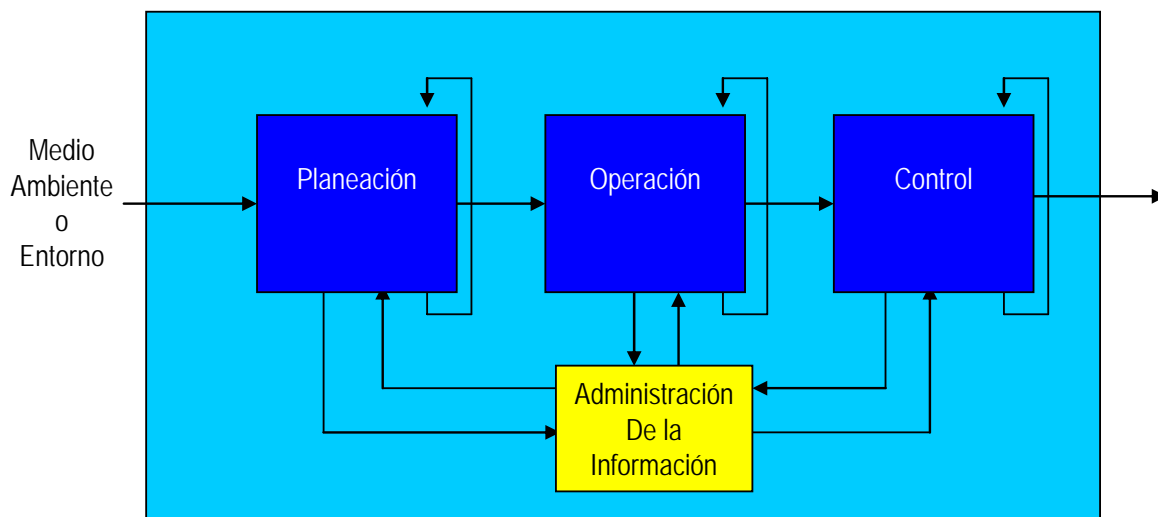 Medio
Ambiente
o
Entorno
Planeación
Operación
Control
Administración
De la
Información